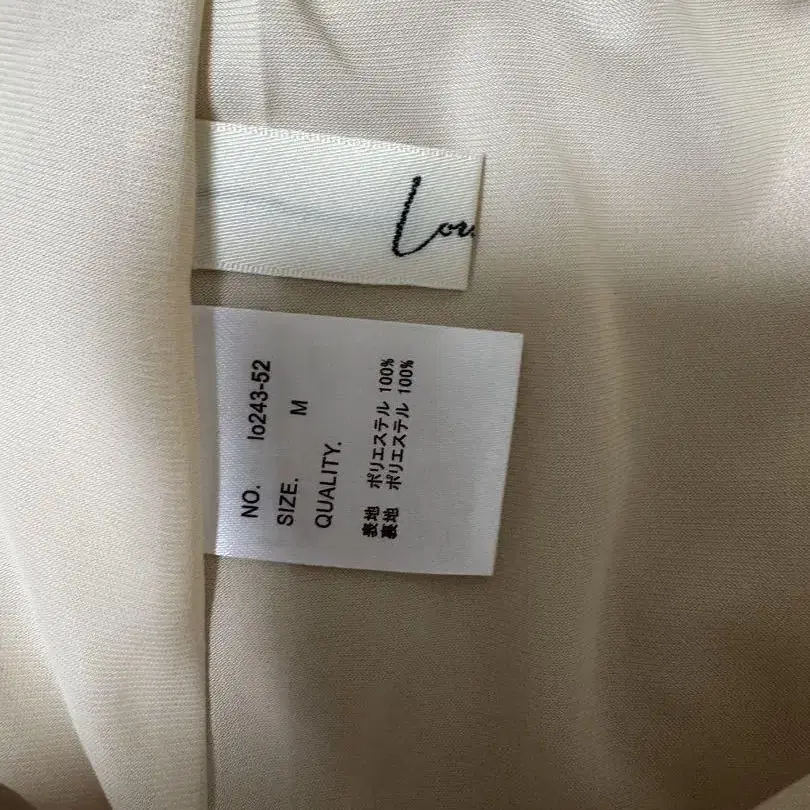 NO. lo243-52
SIZE. M
QUALITY.
表地 ポリエステル 100%
裏地 ポリエステル 100%